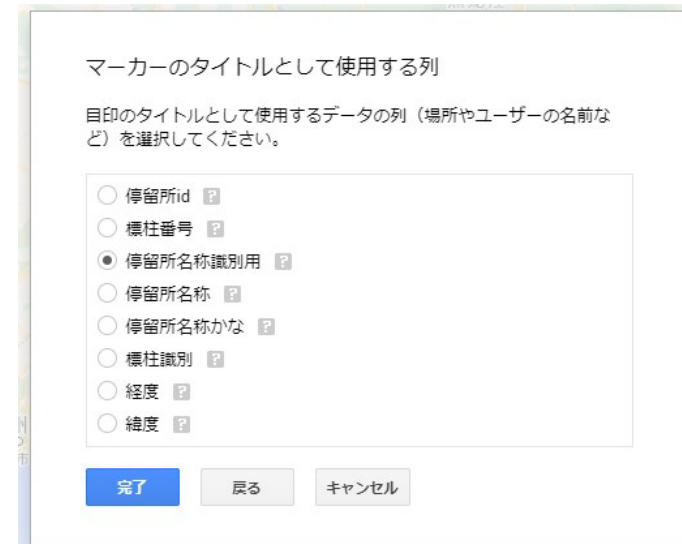 マーカーのタイトルとして使用する列
目印のタイトルとして使用するデータの列（場所やユーザーの名前な
ど）を選択してください。
停留所id ?
標柱番号 ?
停留所名称識別用 ?
停留所名称 ?
停留所名称かな ?
標柱識別 ?
経度 ?
緯度 ?
完了 戻る キャンセル